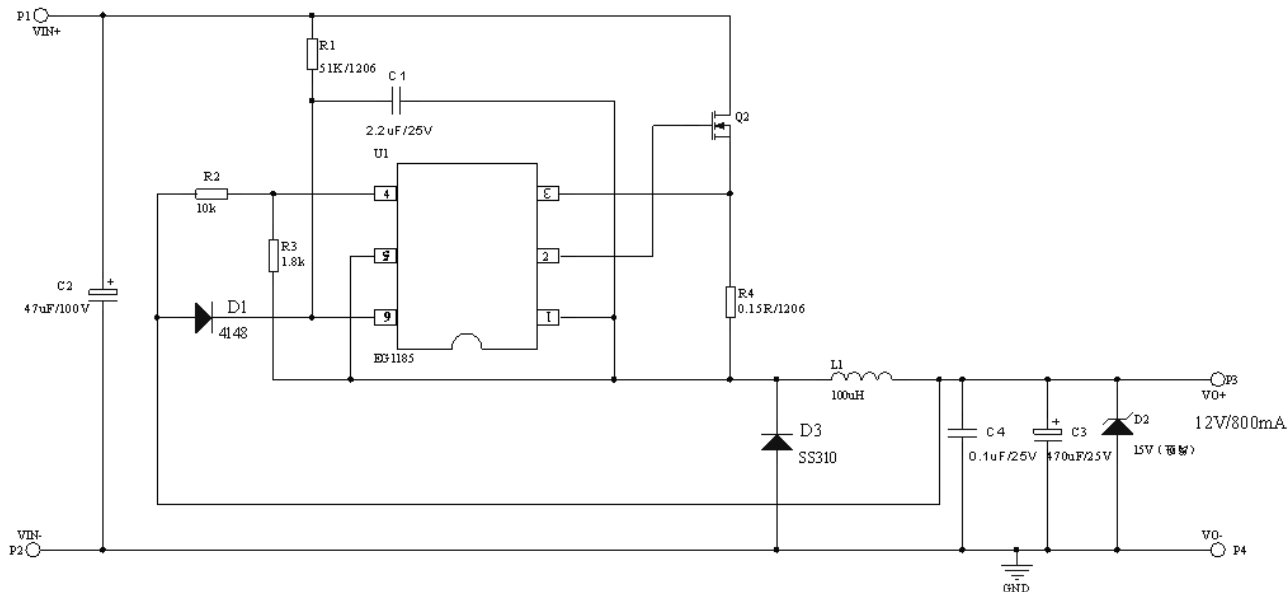 P1
VIN+
R1
51K/1206
C1
2.2uF/25V
Q2
U1
R2
10k
4
3
R3
1.8k
5
2
C2
+
47uF/100V
D1
4148
6
1
R4
0.15R/1206
EG1185
L1
100uH
P3
VO+
12V/800mA
D3
SS310
C4
0.1uF/25V
+
C3
470uF/25V
D2
15V
VIN-
P2
VO-
P4
GND